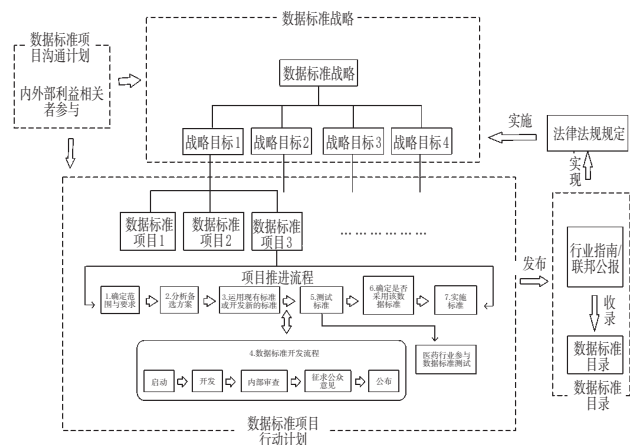 数据标准项
目沟通计划
内外部利益相关
者参与
数据标准战略
数据标准战略
战略目标1
战略目标2
战略目标3
战略目标4
实施
法律法规规定
实
现
数据标准
项目1
数据标准
项目2
数据标准
项目3
………………
项目推进流程
1.确定范
围与要求
2.分析备
选方案
3.运用现有标准
或开发新的标准
5.测试
标准
6.确定是否
采用该数
据标准
7.实施
标准
4.数据标准开发流程
启动
开发
内部审查
征求公众
意见
公布
医药行业参与
数据标准测试
数据标准项目
行动计划
发布
行业指南/
联邦公报
收
录
数据标准
目录
数据标准
目录